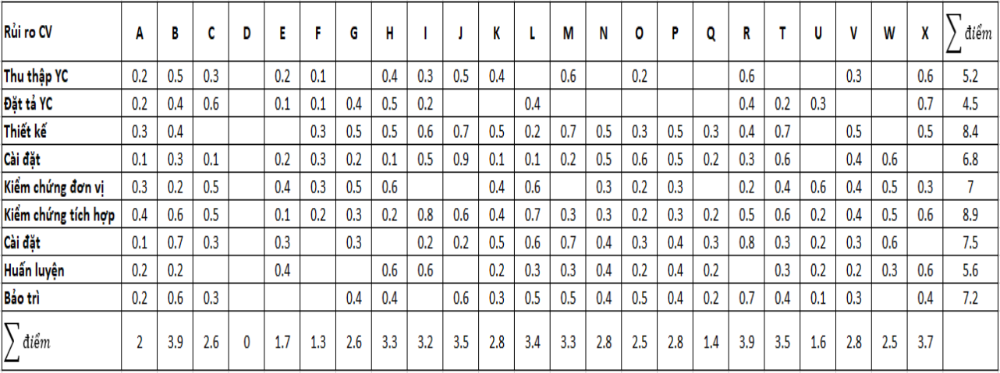 Rủi ro CV A B C D E F G H I J K L M N O P Q R T U V W X ∑ điểm
Thu thập YC 0.2 0.5 0.3 0.2 0.1 0.4 0.3 0.5 0.4 0.6 0.2 0.6 0.3 0.6 5.2
Đặt tả YC 0.2 0.4 0.6 0.1 0.1 0.4 0.5 0.2 0.4 0.4 0.2 0.3 0.7 4.5
Thiết kế 0.3 0.4 0.3 0.5 0.5 0.6 0.7 0.5 0.2 0.7 0.5 0.3 0.5 0.3 0.4 0.7 0.5 0.5 8.4
Cài đặt 0.1 0.3 0.1 0.2 0.3 0.2 0.1 0.5 0.9 0.1 0.1 0.2 0.5 0.6 0.5 0.2 0.3 0.6 0.4 0.6 6.8
Kiểm chứng đơn vị 0.3 0.2 0.5 0.4 0.3 0.5 0.6 0.4 0.6 0.3 0.2 0.3 0.2 0.4 0.6 0.4 0.5 0.3 7
Kiểm chứng tích hợp 0.4 0.6 0.5 0.1 0.2 0.3 0.2 0.8 0.6 0.4 0.7 0.3 0.3 0.2 0.3 0.2 0.5 0.6 0.2 0.4 0.5 0.6 8.9
Cài đặt 0.1 0.7 0.3 0.3 0.3 0.2 0.2 0.5 0.6 0.7 0.4 0.3 0.4 0.3 0.8 0.3 0.2 0.3 0.6 7.5
Huấn luyện 0.2 0.2 0.4 0.6 0.6 0.2 0.3 0.3 0.4 0.2 0.4 0.2 0.3 0.2 0.2 0.3 0.6 5.6
Bảo trì 0.2 0.6 0.3 0.4 0.4 0.6 0.3 0.5 0.5 0.4 0.5 0.4 0.2 0.7 0.4 0.1 0.3 0.4 7.2
∑ điểm 2 3.9 2.6 0 1.7 1.3 2.6 3.3 3.2 3.5 2.8 3.4 3.3 2.8 2.5 2.8 1.4 3.9 3.5 1.6 2.8 2.5 3.7